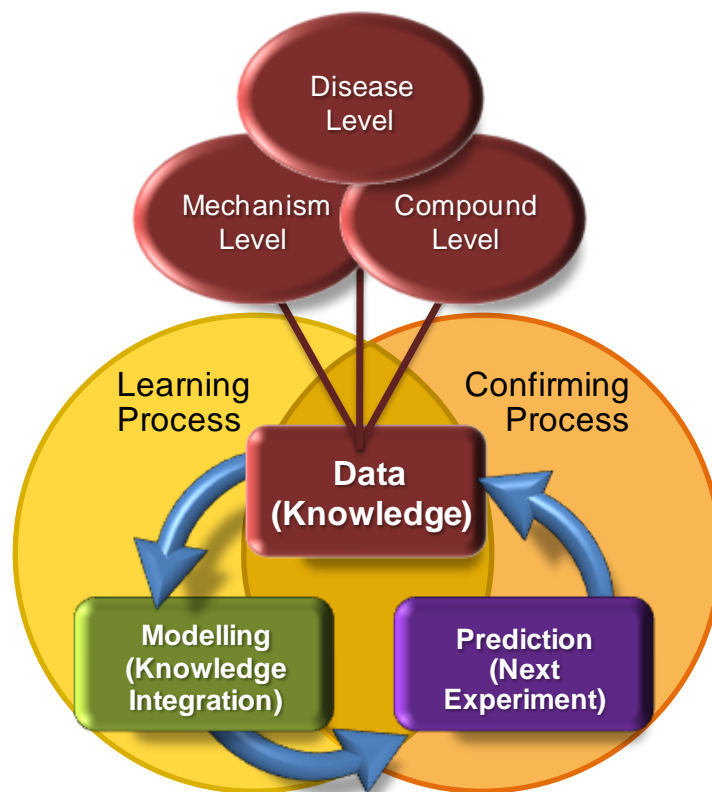 Disease
Level
Mechanism
Level
Compound
Level
Learning
Process
Confirming
Process
Data
(Knowledge)
Modelling
(Knowledge
Integration)
Prediction
(Next
Experiment)